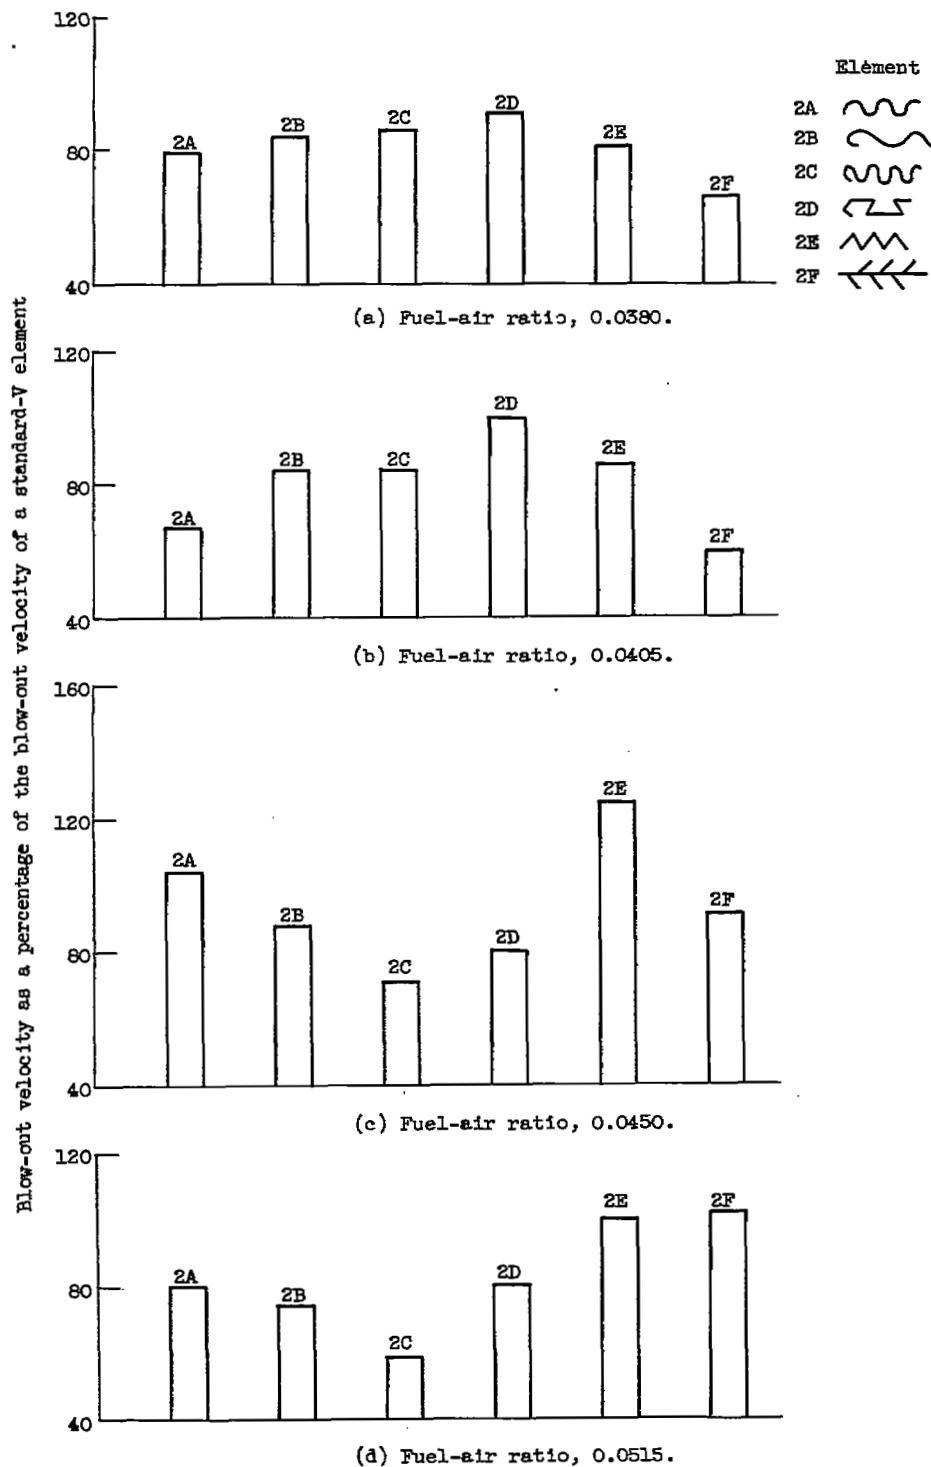 Blow-out velocity as a percentage of the blow-out velocity of a standard-V element
Element
2A
2B
2C
2D
2E
2F
120
80
40
2A
2B
2C
2D
2E
2F
(a) Fuel-air ratio, 0.0380.
120
80
40
2A
2B
2C
2D
2E
2F
(b) Fuel-air ratio, 0.0405.
160
120
80
40
2A
2B
2C
2D
2E
2F
(c) Fuel-air ratio, 0.0450.
120
80
40
2A
2B
2C
2D
2E
2F
(d) Fuel-air ratio, 0.0515.